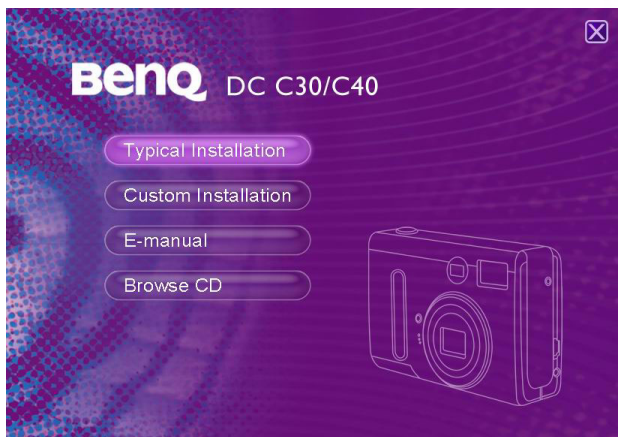 BenQ DC C30/C40
Typical Installation
Custom Installation
E-manual
Browse CD